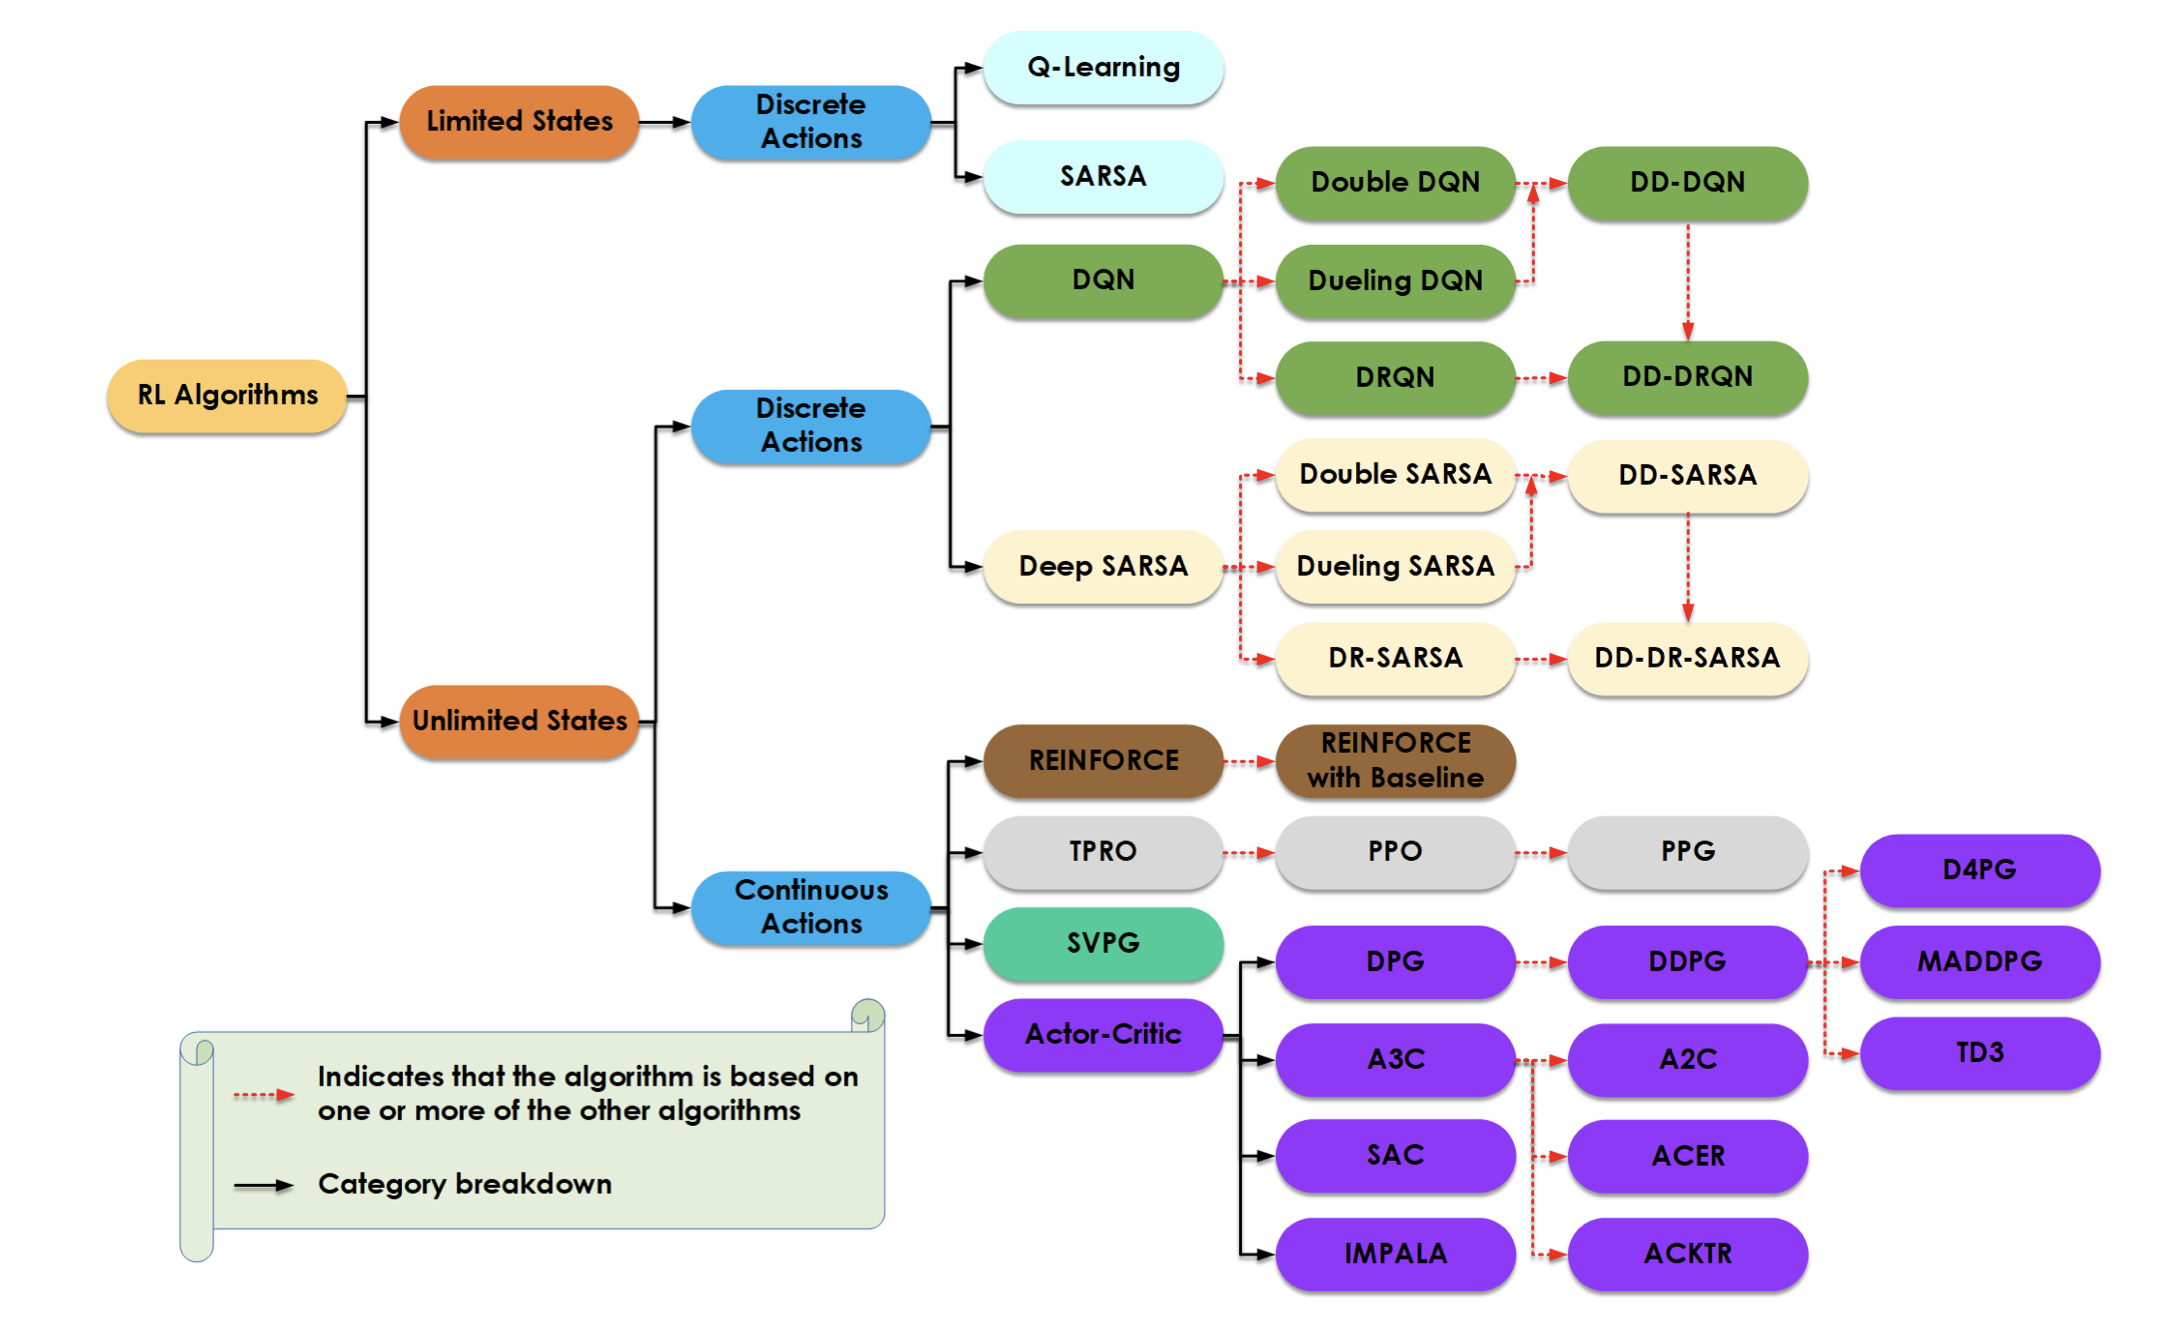 Q-Learning
Limited States
Discrete
Actions
SARSA
Double DQN
DD-DQN
DQN
Dueling DQN
RL Algorithms
Discrete
Actions
DRQN
DD-DRQN
Double SARSA
DD-SARSA
Deep SARSA
Dueling SARSA
DR-SARSA
DD-DR-SARSA
Unlimited States
REINFORCE
REINFORCE
with Baseline
TPRO
PPO
PPG
D4PG
Continuous
Actions
SVPG
DPG
DDPG
MADDPG
Actor-Critic
A3C
A2C
TD3
SAC
ACER
IMPALA
ACKTR
Indicates that the algorithm is based on
one or more of the other algorithms
Category breakdown